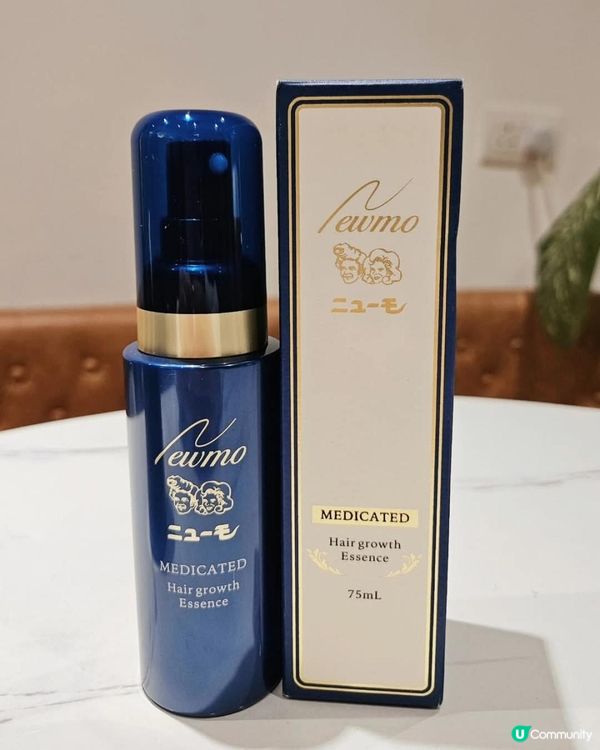 Newmo
ニューモ
MEDICATED
Hair growth
Essence
Newmo
ニューモ
MEDICATED
Hair growth
Essence
75mL
U Community